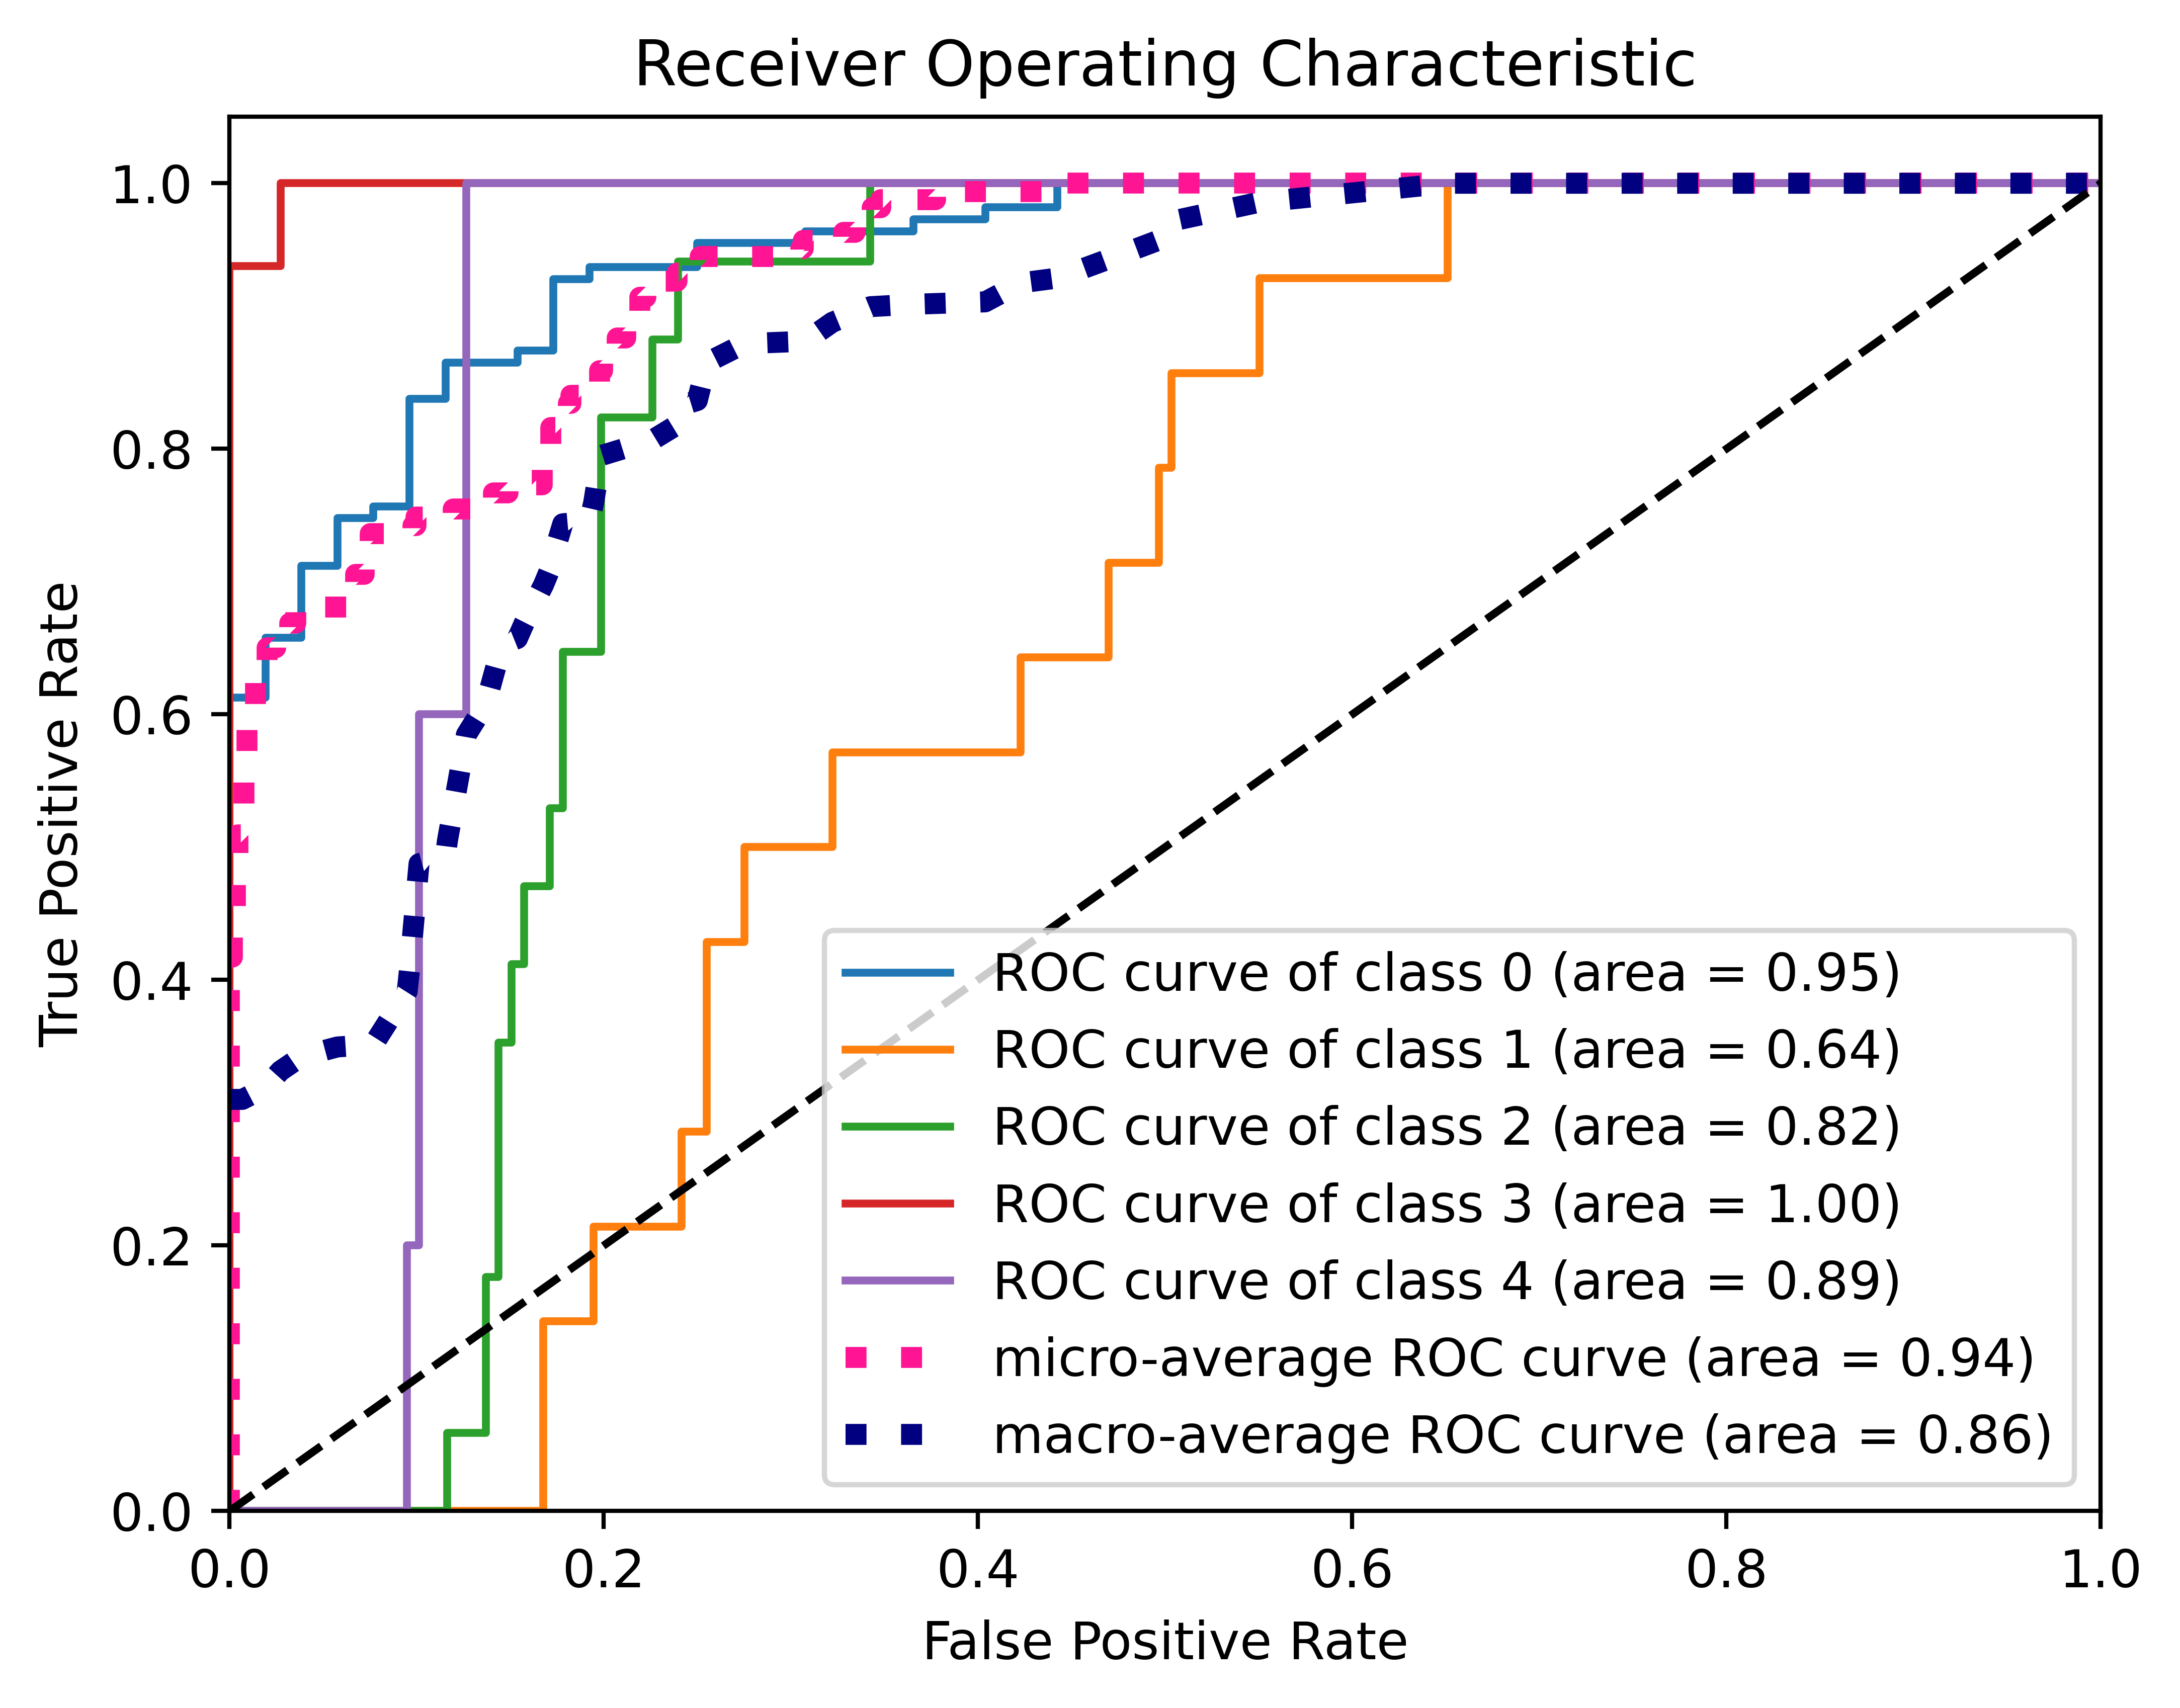 Receiver Operating Characteristic
1.0
0.8
0.6
0.4
0.2
0.0
True Positive Rate
ROC curve of class 0 (area = 0.95)
ROC curve of class 1 (area = 0.64)
ROC curve of class 2 (area = 0.82)
ROC curve of class 3 (area = 1.00)
ROC curve of class 4 (area = 0.89)
micro-average ROC curve (area = 0.94)
macro-average ROC curve (area = 0.86)
0.0 0.2 0.4 0.6 0.8 1.0
False Positive Rate